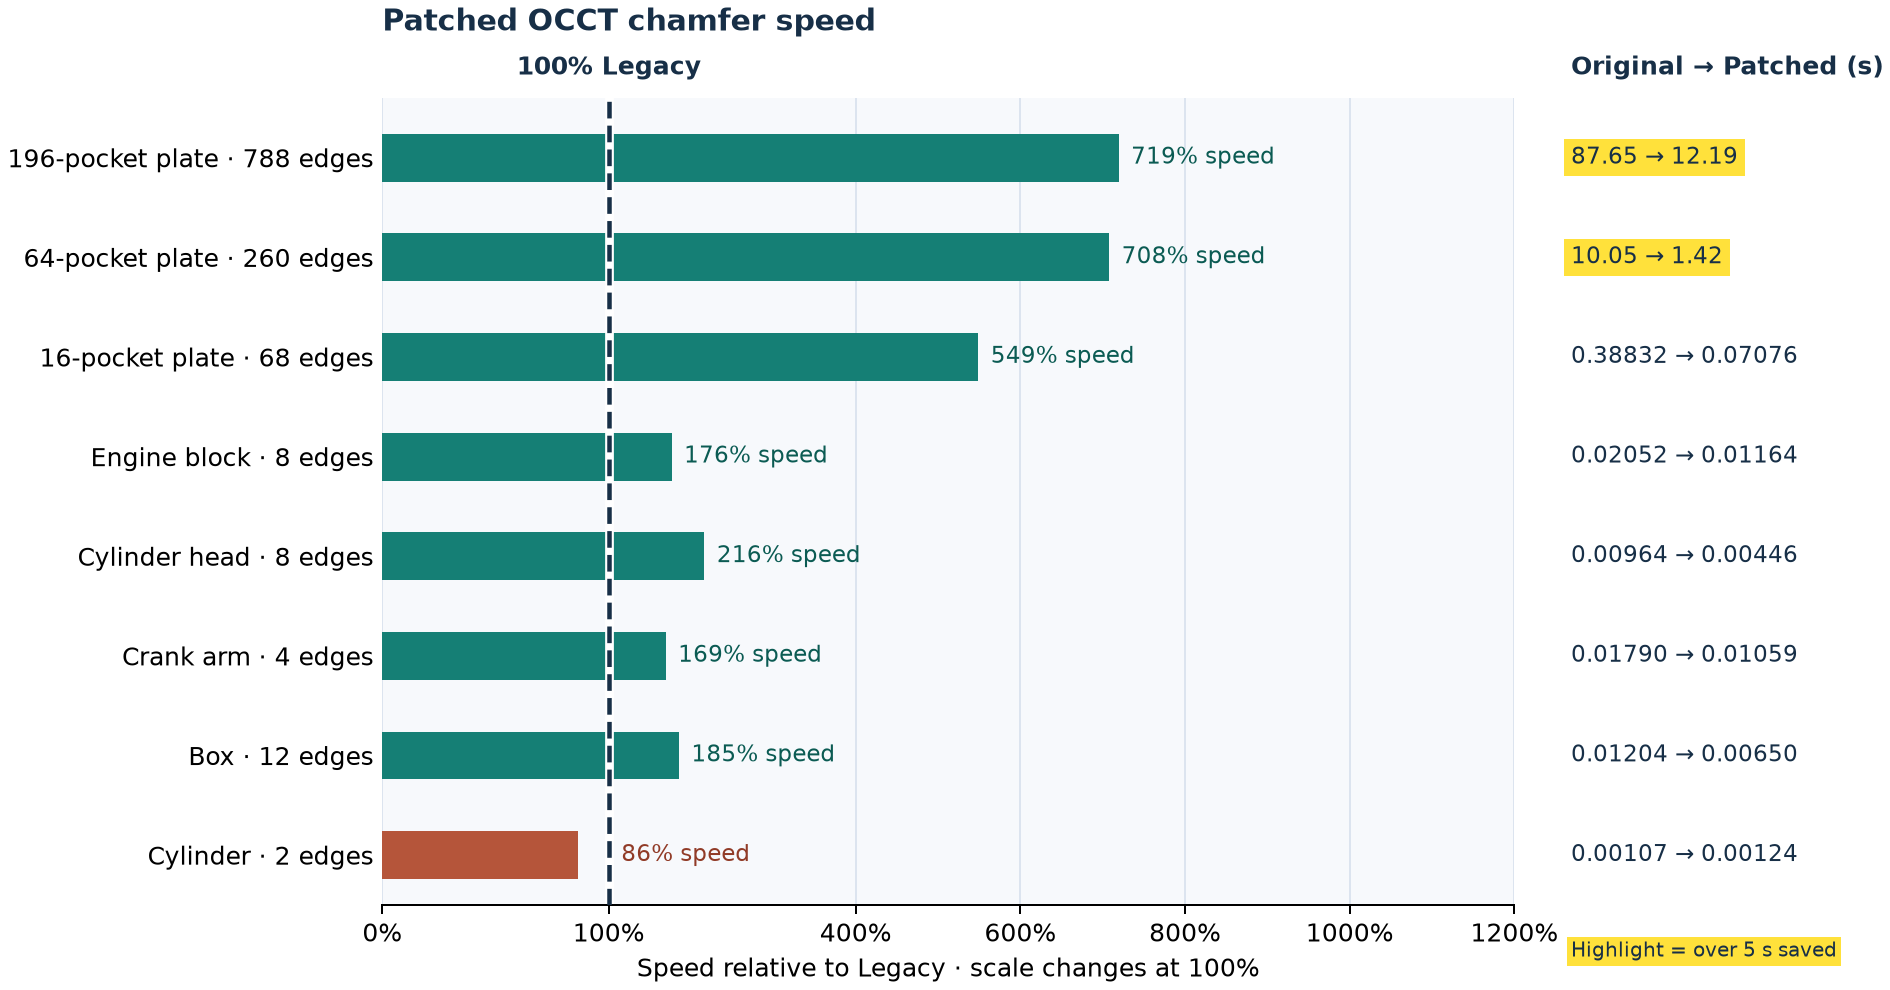 Patched OCCT chamfer speed
100% Legacy
Original → Patched (s)
196-pocket plate · 788 edges
719% speed
87.65 → 12.19
64-pocket plate · 260 edges
708% speed
10.05 → 1.42
16-pocket plate · 68 edges
549% speed
0.38832 → 0.07076
Engine block · 8 edges
176% speed
0.02052 → 0.01164
Cylinder head · 8 edges
216% speed
0.00964 → 0.00446
Crank arm · 4 edges
169% speed
0.01790 → 0.01059
Box · 12 edges
185% speed
0.01204 → 0.00650
Cylinder · 2 edges
86% speed
0.00107 → 0.00124
0% 100% 400% 600% 800% 1000% 1200%
Highlight = over 5 s saved
Speed relative to Legacy · scale changes at 100%